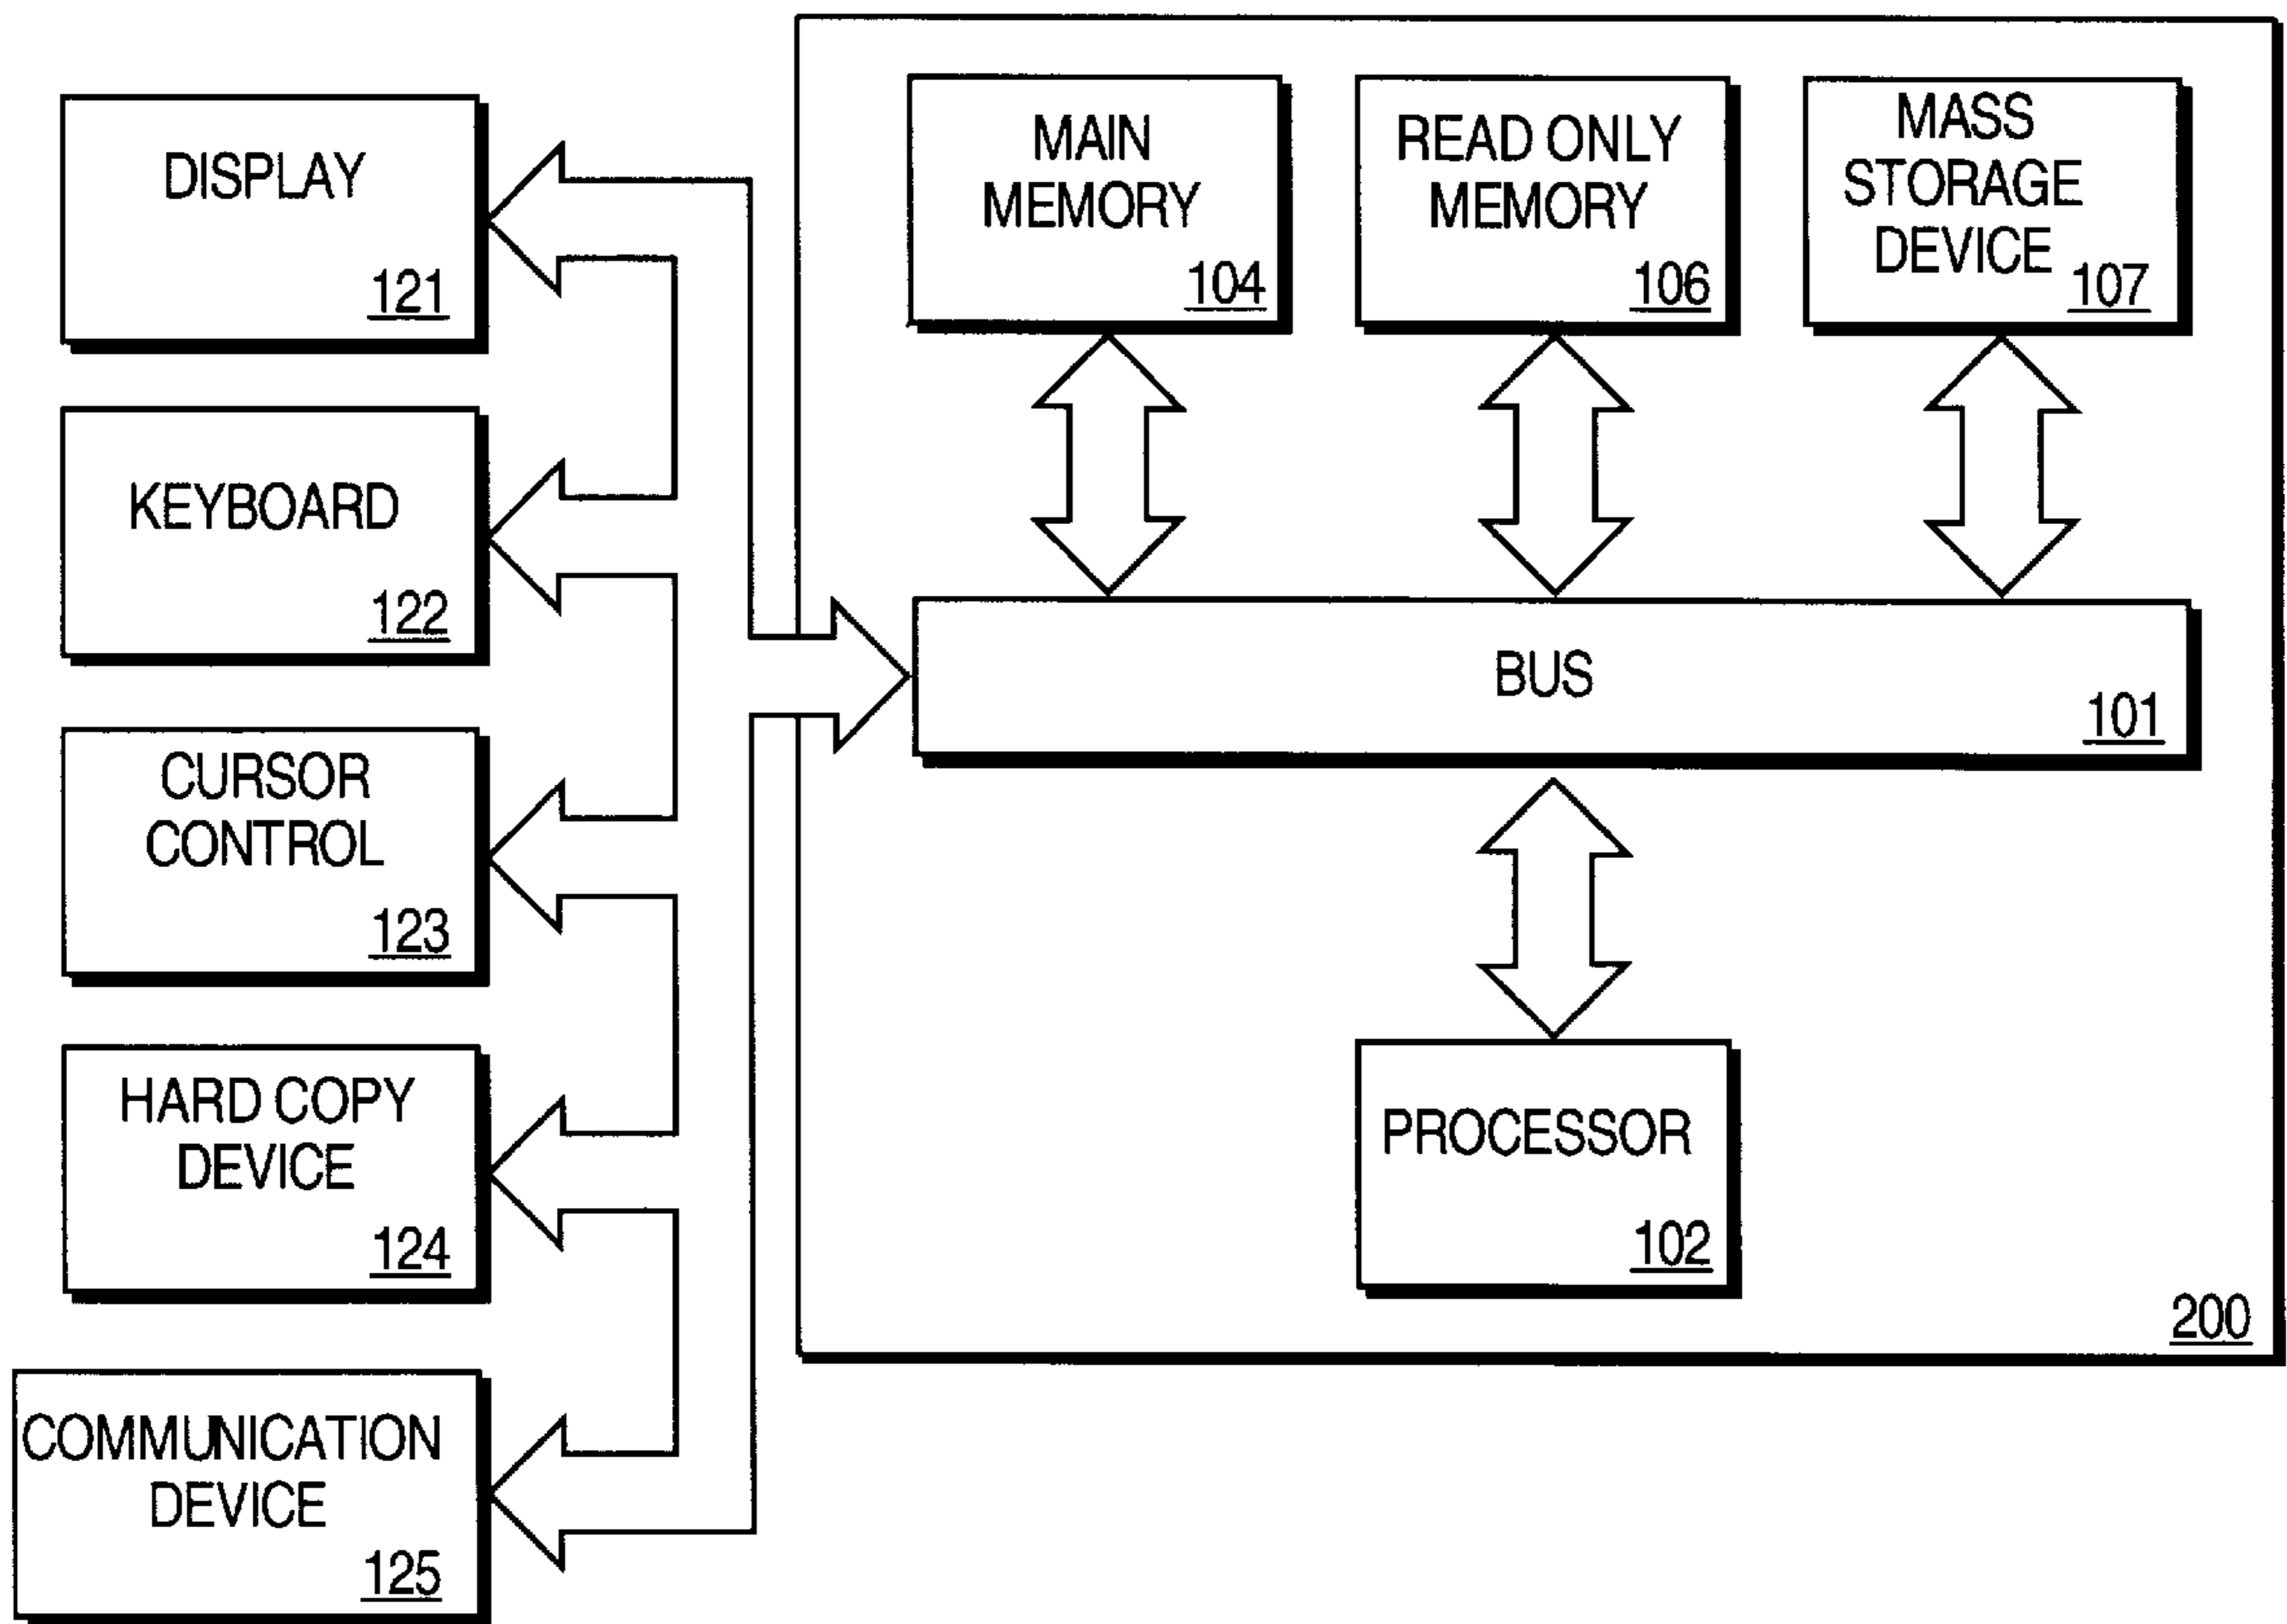 DISPLAY
121
KEYBOARD
122
CURSOR
CONTROL
123
HARD COPY
DEVICE
124
COMMUNICATION
DEVICE
125
MAIN
MEMORY
104
READ ONLY
MEMORY
106
MASS
STORAGE
DEVICE
107
BUS
101
PROCESSOR
102
200